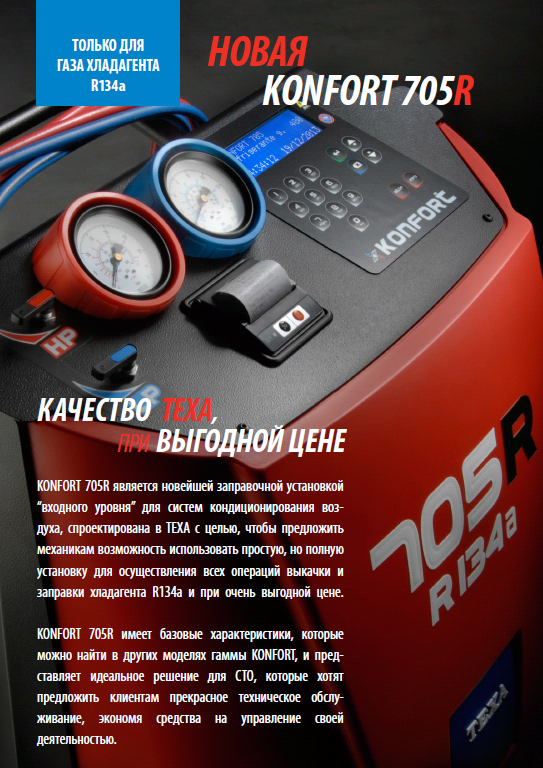 ТОЛЬКО ДЛЯ
ГАЗА ХЛАДАГЕНТА
R134a
НОВАЯ
KONFORT 705R
19/12/2013
KONFORT
HP
КАЧЕСТВО TEXA,
ПРИ ВЫГОДНОЙ ЦЕНЕ
KONFORT 705R является новейшей заправочной установкой
“входного уровня” для систем кондиционирования воз-
духа, спроектирована в TEXA с целью, чтобы предложить
механикам возможность использовать простую, но полную
установку для осуществления всех операций выкачки и
заправки хладагента R134a и при очень выгодной цене.
KONFORT 705R имеет базовые характеристики, которые
можно найти в других моделях гаммы KONFORT, и пред-
ставляет идеальное решение для СТО, которые хотят
предложить клиентам прекрасное техническое обслу-
живание, экономя средства на управление своей
деятельностью.
705R
R134a
TEXA